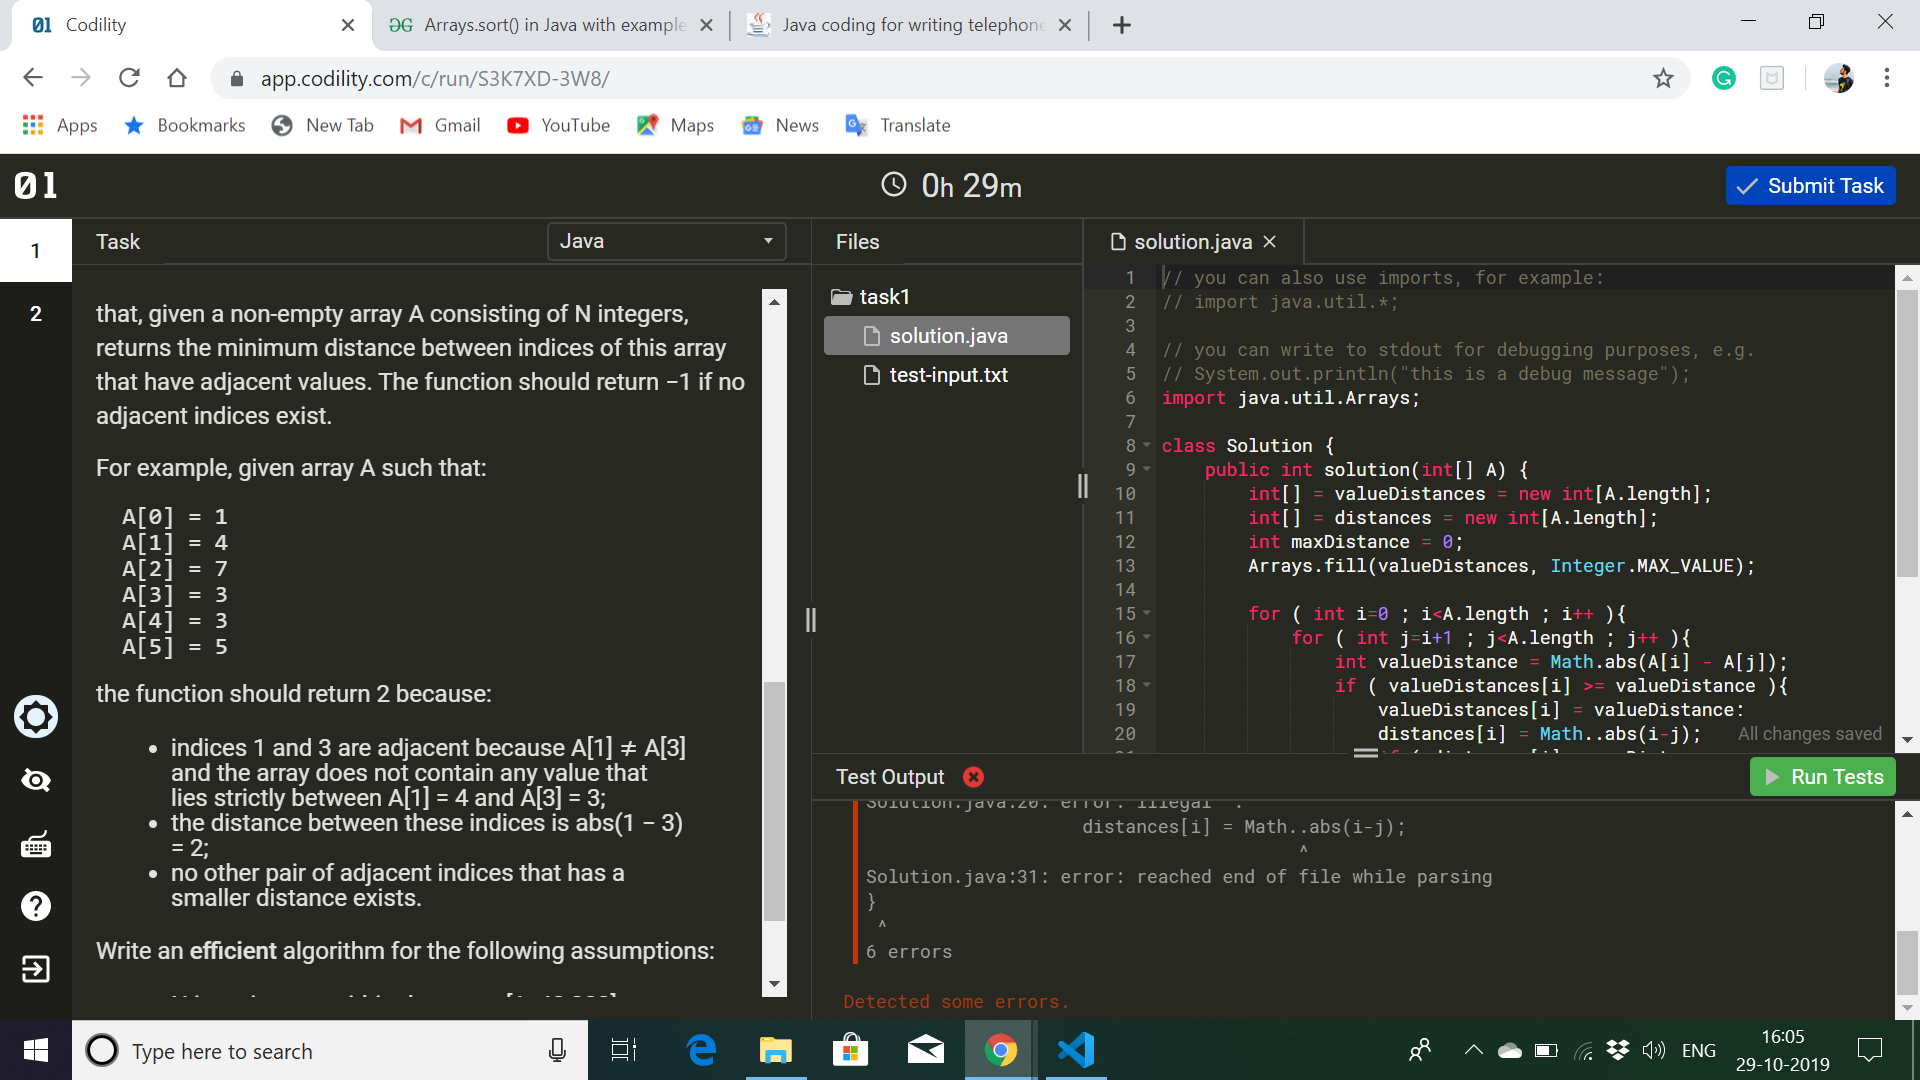 01 Codility
Arrays.sort() in Java with example
Java coding for writing telephone
app.codility.com/c/run/S3K7XD-3W8/
Apps Bookmarks New Tab Gmail YouTube Maps News Translate
01
0h 29m
Submit Task
1
2
Task
Java
that, given a non-empty array A consisting of N integers,
returns the minimum distance between indices of this array
that have adjacent values. The function should return −1 if no
adjacent indices exist.
For example, given array A such that:
A[0] = 1
A[1] = 4
A[2] = 7
A[3] = 3
A[4] = 3
A[5] = 5
the function should return 2 because:
• indices 1 and 3 are adjacent because A[1] ≠ A[3]
and the array does not contain any value that
lies strictly between A[1] = 4 and A[3] = 3;
• the distance between these indices is abs(1 − 3)
= 2;
• no other pair of adjacent indices that has a
smaller distance exists.
Write an efficient algorithm for the following assumptions:
Files
task1
solution.java
test-input.txt
solution.java
1 // you can also use imports, for example:
2 // import java.util.*;
3
4 // you can write to stdout for debugging purposes, e.g.
5 // System.out.println("this is a debug message");
6 import java.util.Arrays;
7
8 class Solution {
9 public int solution(int[] A) {
10 int[] = valueDistances = new int[A.length];
11 int[] = distances = new int[A.length];
12 int maxDistance = 0;
13 Arrays.fill(valueDistances, Integer.MAX_VALUE);
14
15 for ( int i=0 ; i<A.length ; i++ ){
16 for ( int j=i+1 ; j<A.length ; j++ ){
17 int valueDistance = Math.abs(A[i] - A[j]);
18 if ( valueDistances[i] >= valueDistance ){
19 valueDistances[i] = valueDistance:
20 distances[i] = Math..abs(i-j);
All changes saved
Test Output
Run Tests
Solution.java:20: error: illegal
distances[i] = Math..abs(i-j);
^
Solution.java:31: error: reached end of file while parsing
}
^
6 errors
Detected some errors.
Type here to search
ENG
16:05
29-10-2019